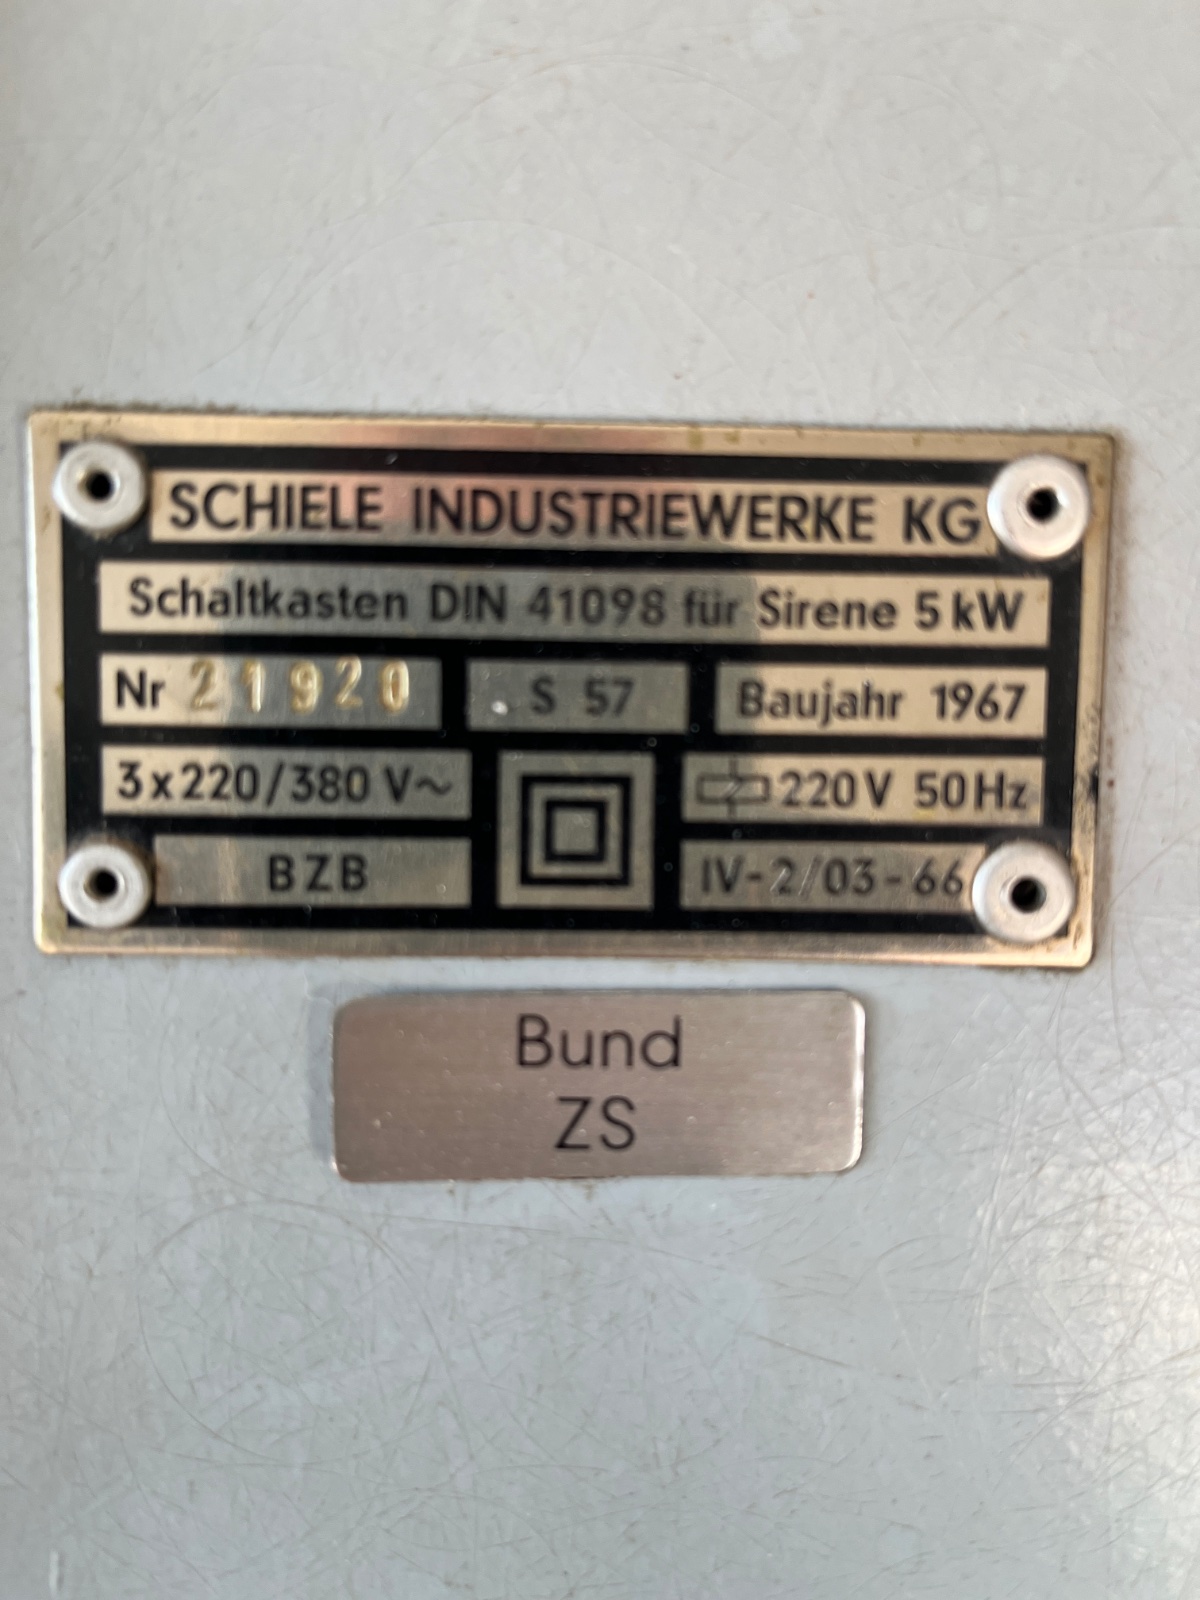 SCHIELE INDUSTRIEWERKE KG
Schaltkasten DIN 41098 für Sirene 5 kW
Nr 21920 S 57 Baujahr 1967
3x220/380 V~ 220V 50Hz
BZB IV-2/03-66
Bund
ZS